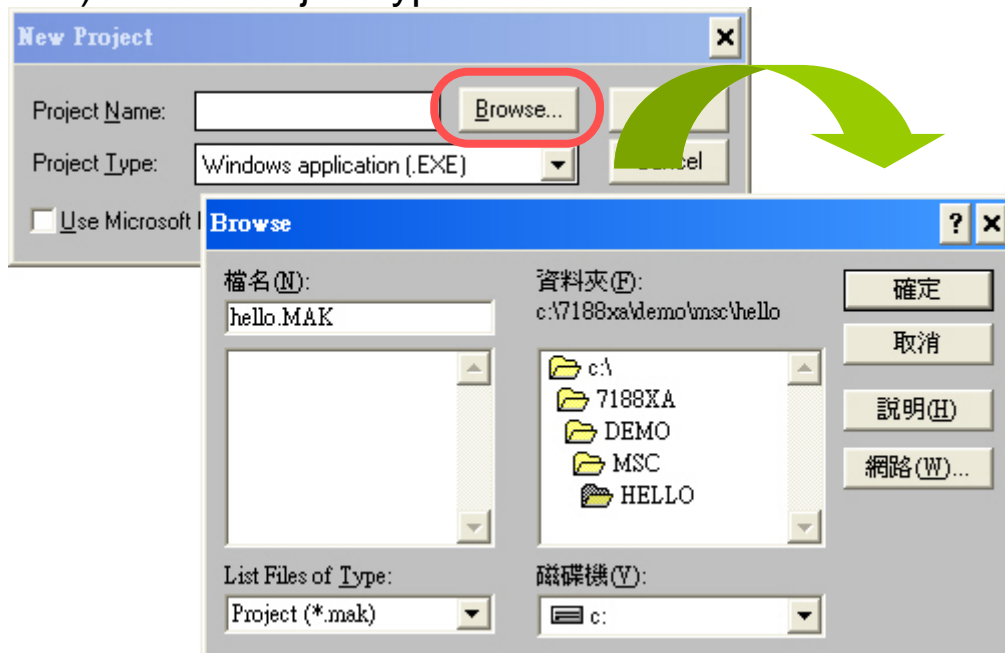 New Project
Project Name:
Browse...
Project Type:
Windows application (.EXE)
Use Microsoft
Browse
檔名(N):
hello.MAK
資料夾(F):
c:\7188xa\demo\msc\hello
確定
取消
說明(H)
網路(W)...
c:\
7188XA
DEMO
MSC
HELLO
List Files of Type:
Project (*.mak)
磁碟機(V):
c: